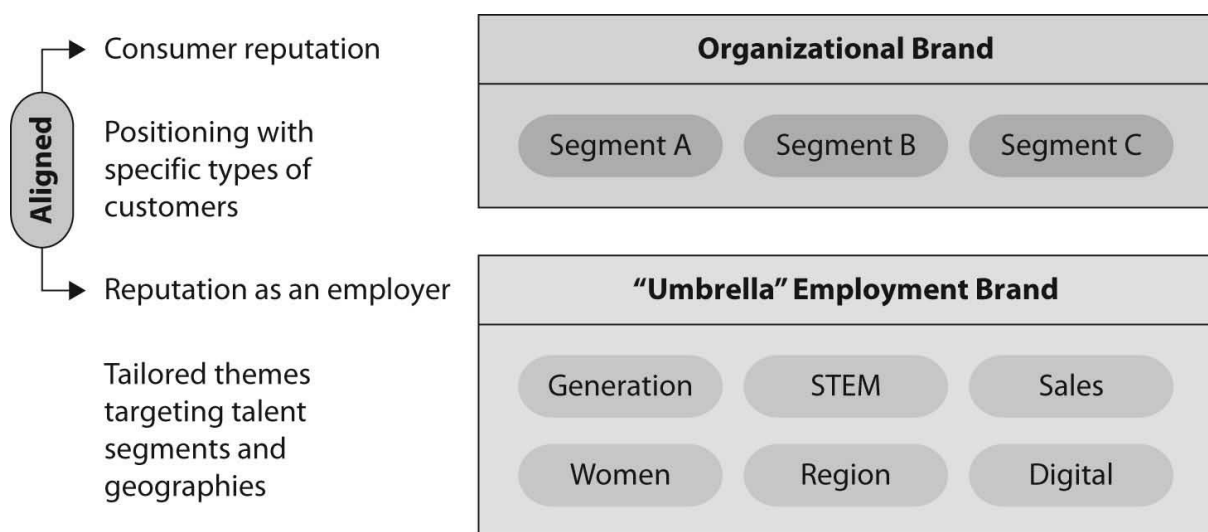 Aligned
Consumer reputation
Positioning with
specific types of
customers
Reputation as an employer
Tailored themes
targeting talent
segments and
geographies
Organizational Brand
Segment A
Segment B
Segment C
“Umbrella” Employment Brand
Generation
STEM
Sales
Women
Region
Digital